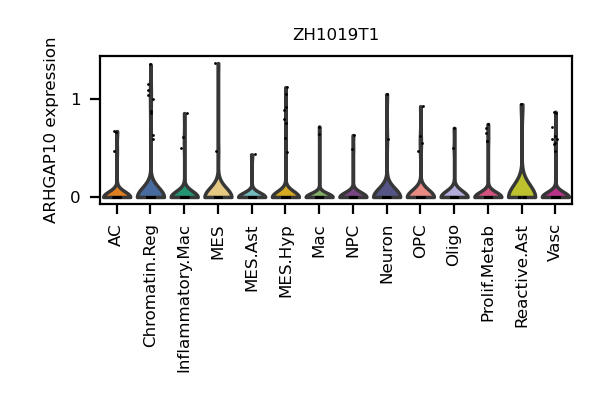 ZH1019T1
ARHGAP10 expression
1
0
AC
Chromatin.Reg
Inflammatory.Mac
MES
MES.Ast
MES.Hyp
Mac
NPC
Neuron
OPC
Oligo
Prolif.Metab
Reactive.Ast
Vasc